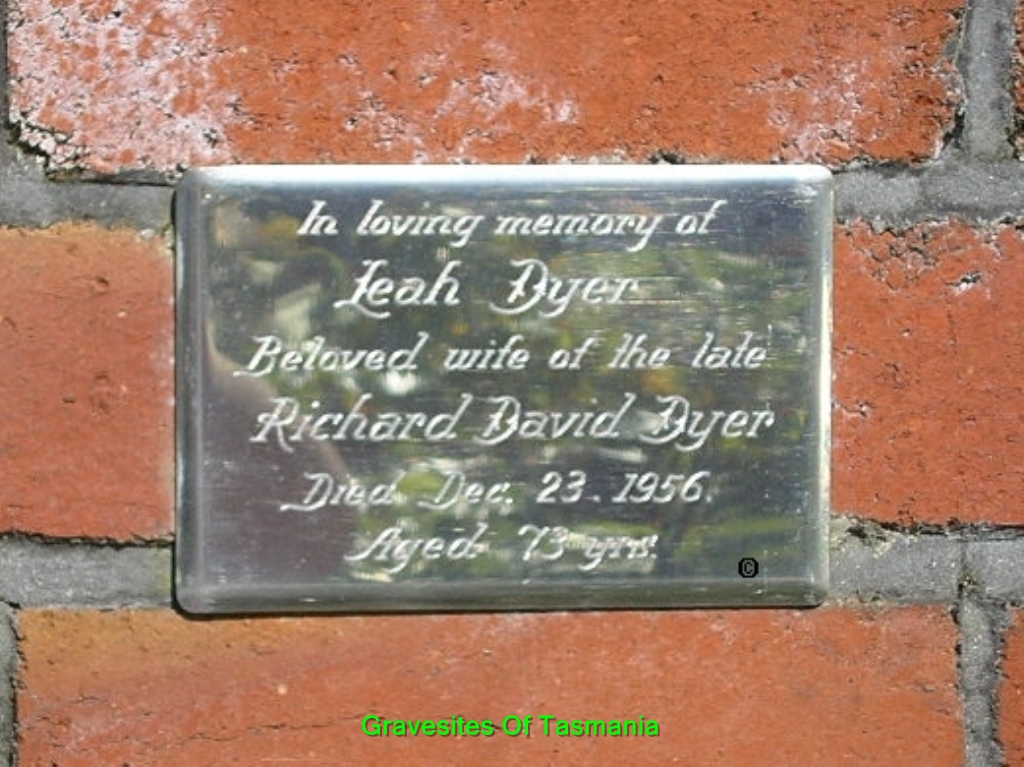 In loving memory of
Leah Dyer
Beloved wife of the late
Richard David Dyer
Died Dec. 23. 1956.
Aged 73 yrs.
©
Gravesites Of Tasmania